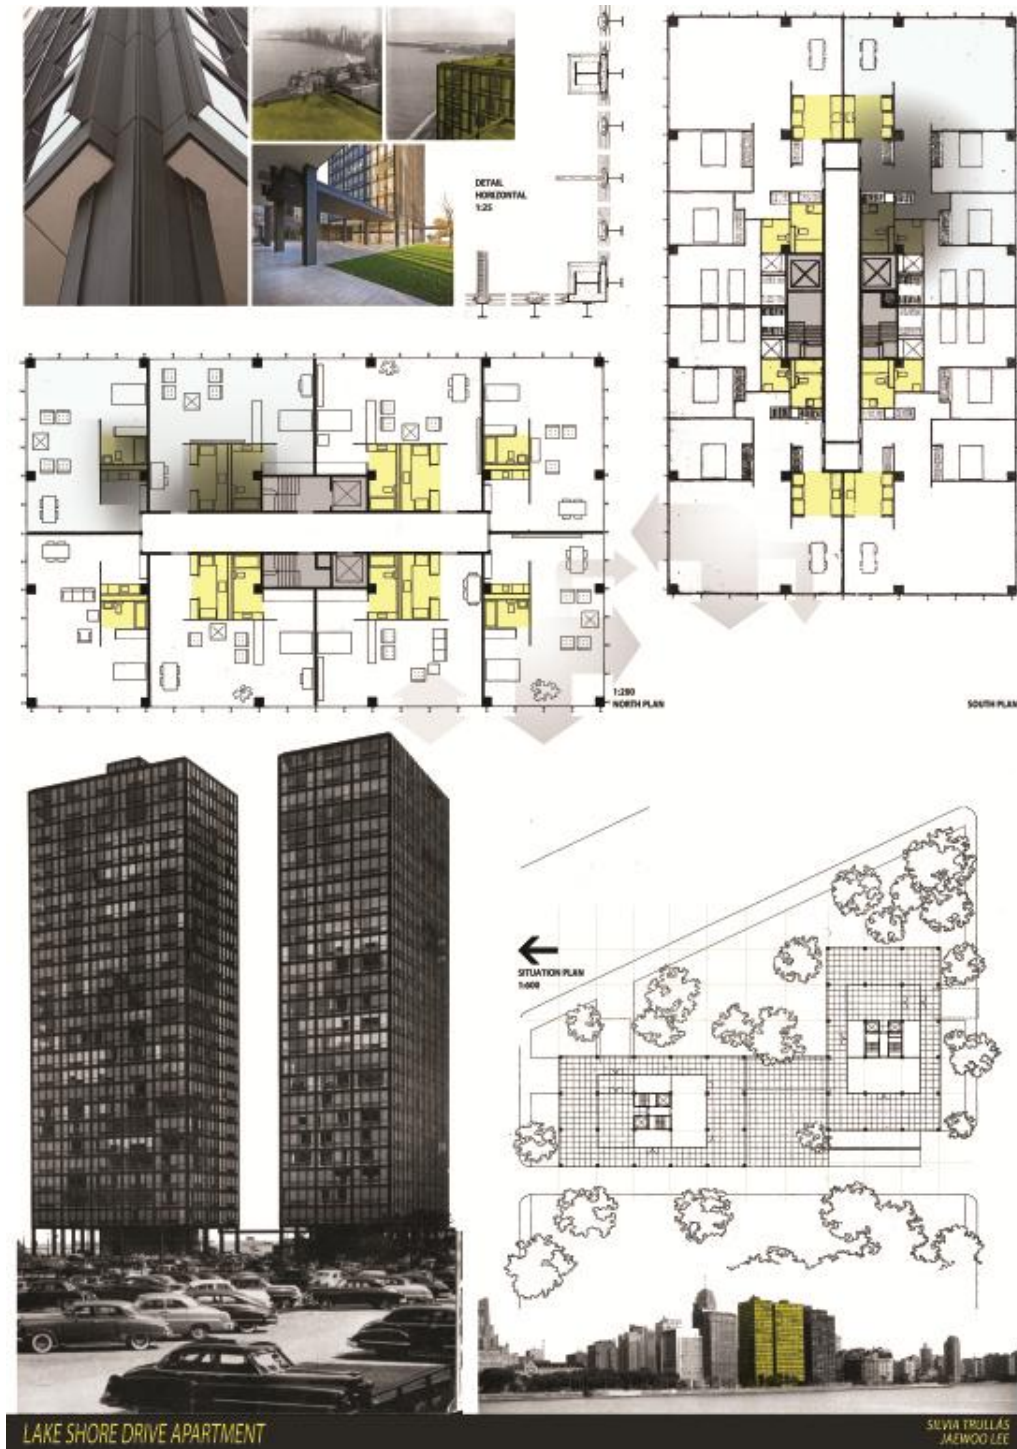 DETAIL
HORIZONTAL
1:25
1:200
NORTH PLAN
SOUTH PLAN
SITUATION PLAN
1:600
LAKE SHORE DRIVE APARTMENT
SILVIA TRULLÀS
JAEWOO LEE